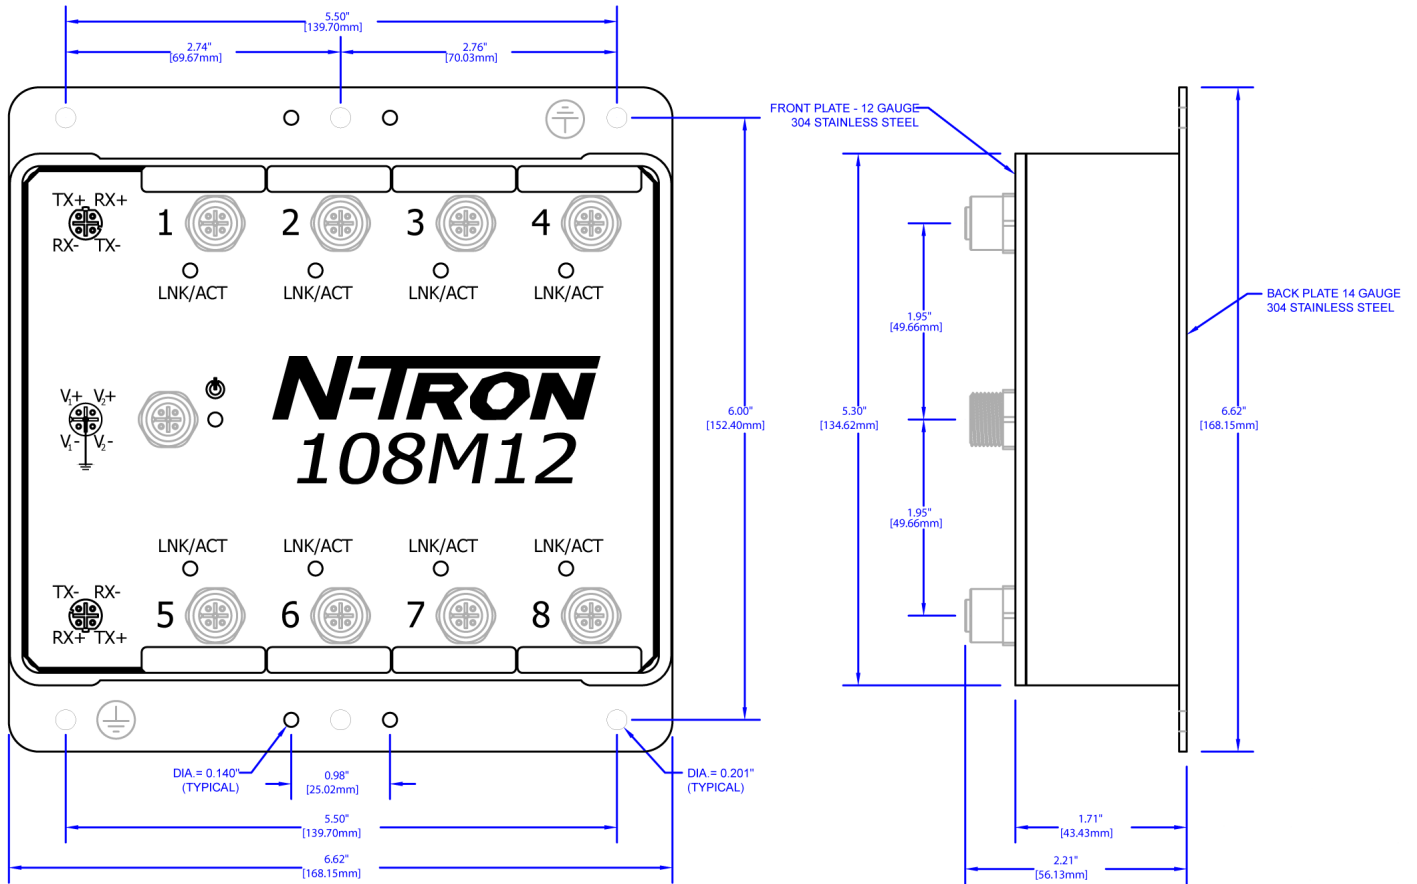 5.50"
[139.70mm]
2.74"
[69.67mm]
2.76"
[70.03mm]
FRONT PLATE - 12 GAUGE
304 STAINLESS STEEL
TX+ RX+
RX- TX-
1
2
3
4
LNK/ACT
LNK/ACT
LNK/ACT
LNK/ACT
BACK PLATE 14 GAUGE
304 STAINLESS STEEL
1.95"
[49.66mm]
V1+ V2+
V1- V2-
N-TRON
108M12
6.00"
[152.40mm]
5.30"
[134.62mm]
6.62"
[168.15mm]
1.95"
[49.66mm]
LNK/ACT
LNK/ACT
LNK/ACT
LNK/ACT
TX- RX-
RX+ TX+
5
6
7
8
DIA.= 0.140"
(TYPICAL)
0.98"
[25.02mm]
DIA.= 0.201"
(TYPICAL)
5.50"
[139.70mm]
1.71"
[43.43mm]
6.62"
[168.15mm]
2.21"
[56.13mm]